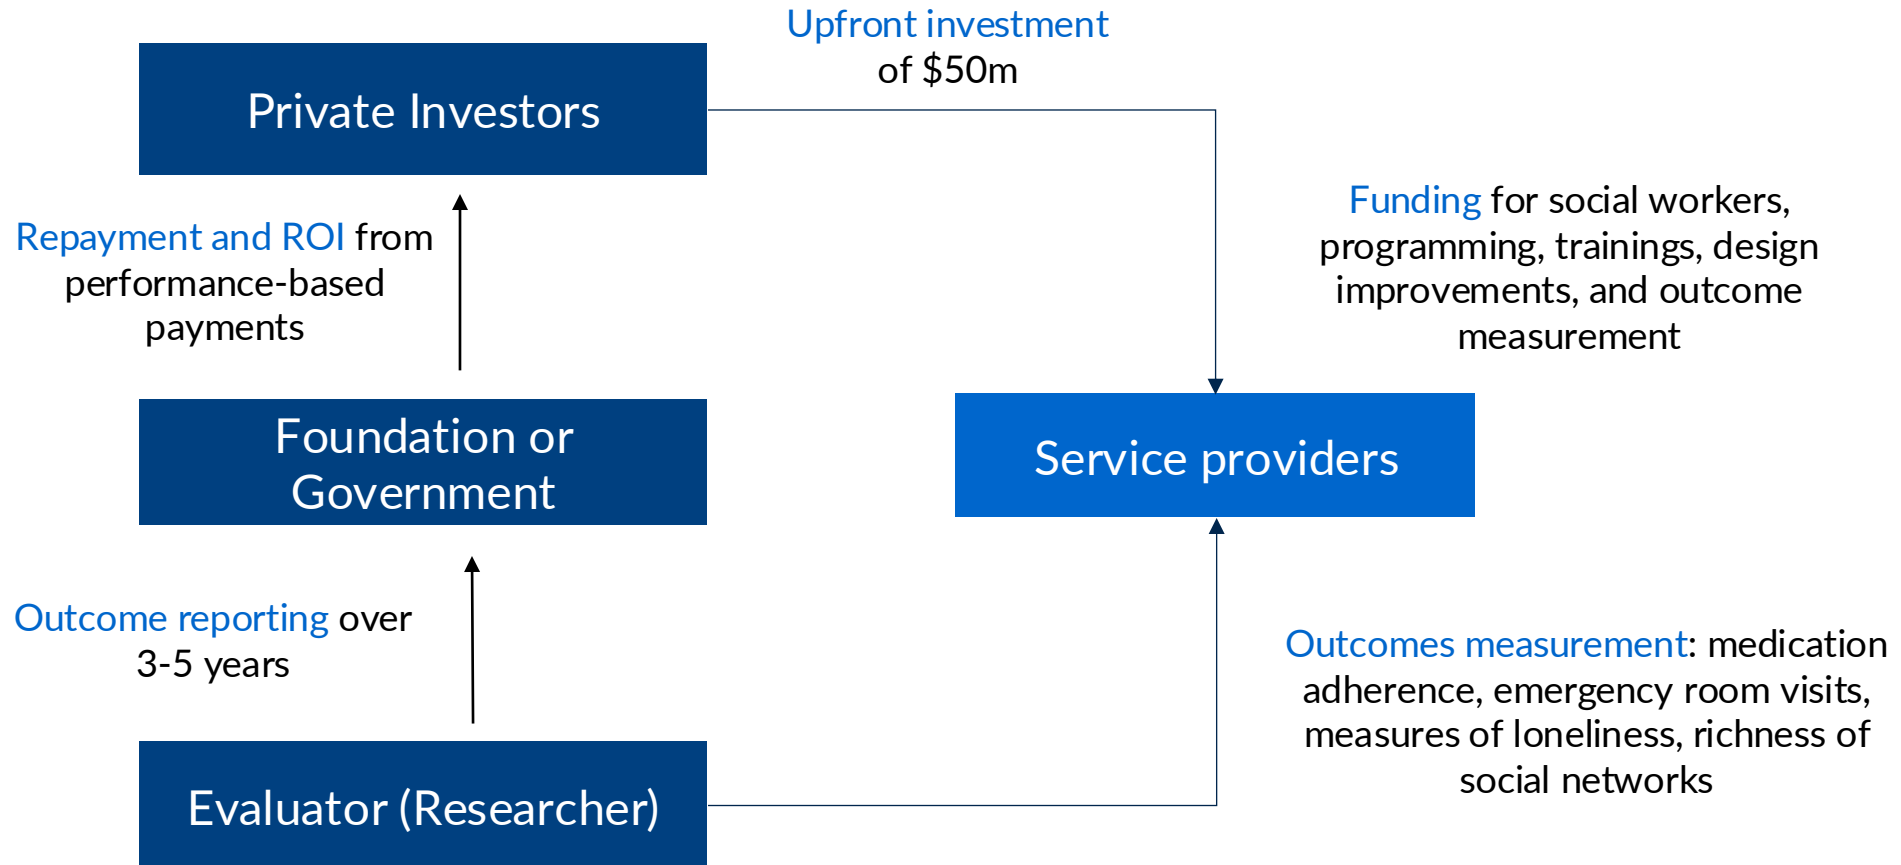 Upfront investment
of $50m
Private Investors
Repayment and ROI from
performance-based
payments
Funding for social workers,
programming, trainings, design
improvements, and outcome
measurement
Foundation or
Government
Service providers
Outcome reporting over
3-5 years
Outcomes measurement: medication
adherence, emergency room visits,
measures of loneliness, richness of
social networks
Evaluator (Researcher)